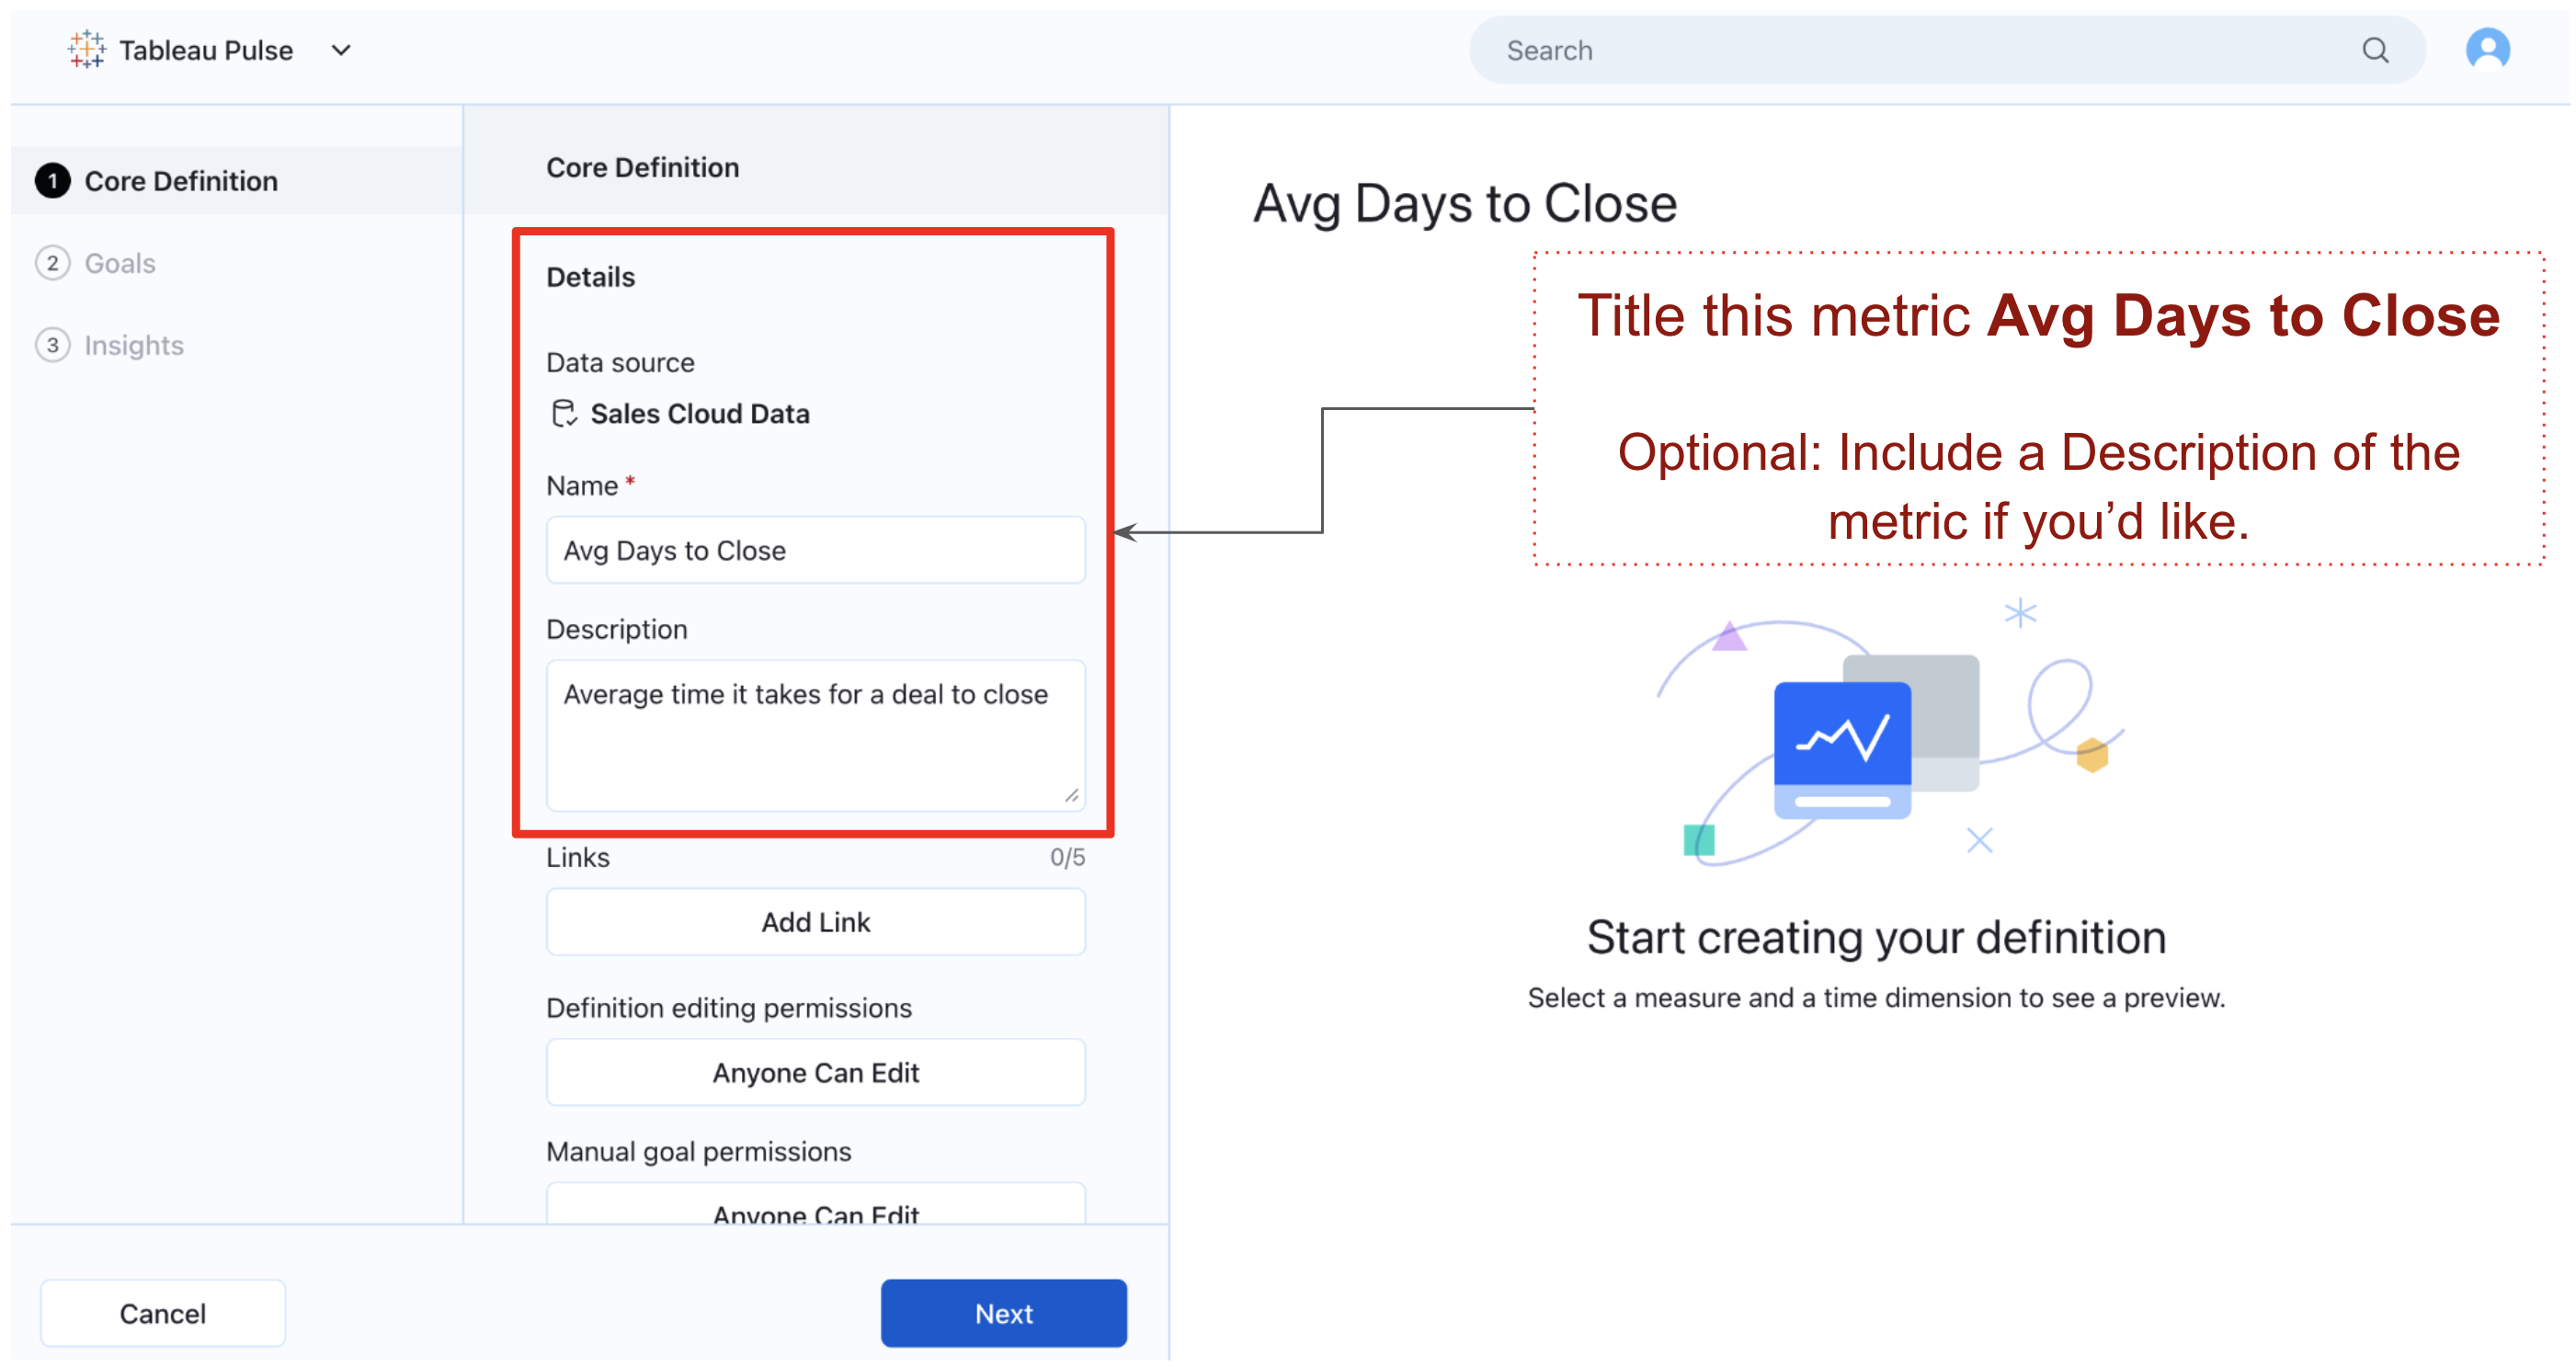 Tableau Pulse
Search
1 Core Definition
2 Goals
3 Insights
Core Definition
Details
Data source
Sales Cloud Data
Name *
Avg Days to Close
Description
Average time it takes for a deal to close
Links 0/5
Add Link
Definition editing permissions
Anyone Can Edit
Manual goal permissions
Anyone Can Edit
Cancel
Next
Avg Days to Close
Title this metric Avg Days to Close
Optional: Include a Description of the
metric if you’d like.
Start creating your definition
Select a measure and a time dimension to see a preview.